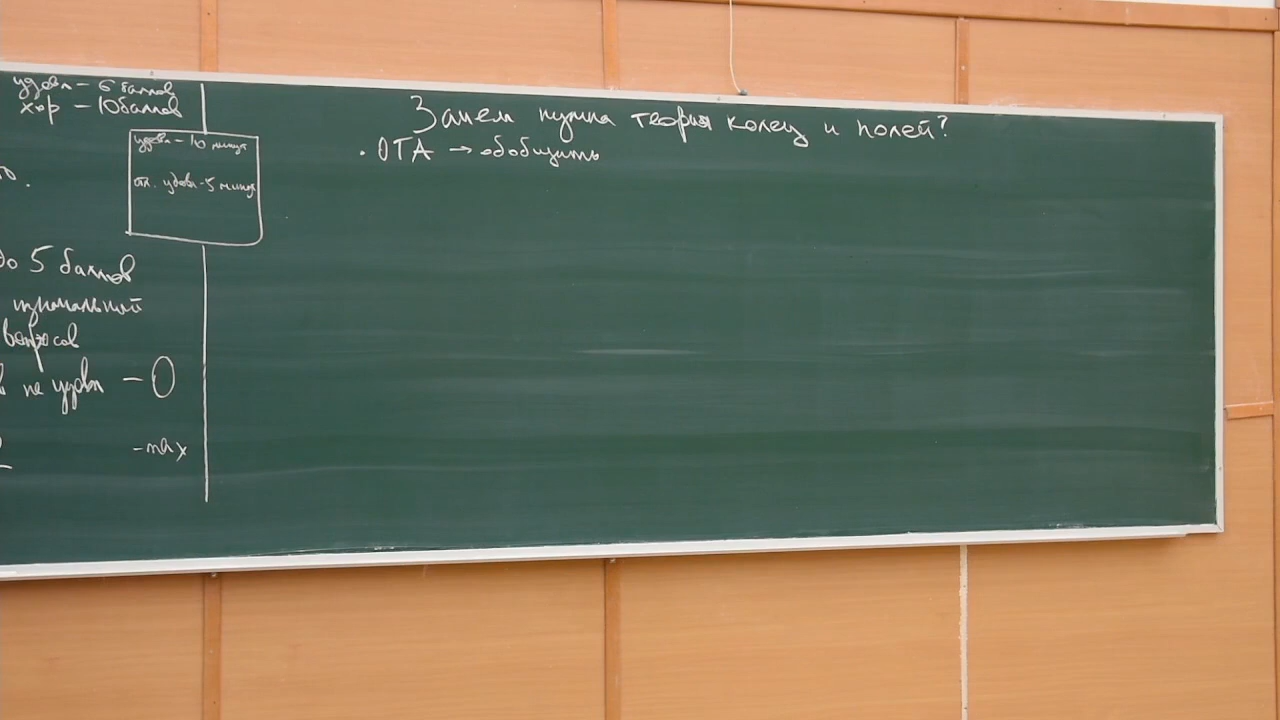 удовл – 6 баллов
хор – 10 баллов
удовл – 10 минут
отл. удовл – 5 минут
до 5 баллов
вопросов
не удовл – 0
– max
Зачем нужна теория колец и полей?
· ОТА → обобщить